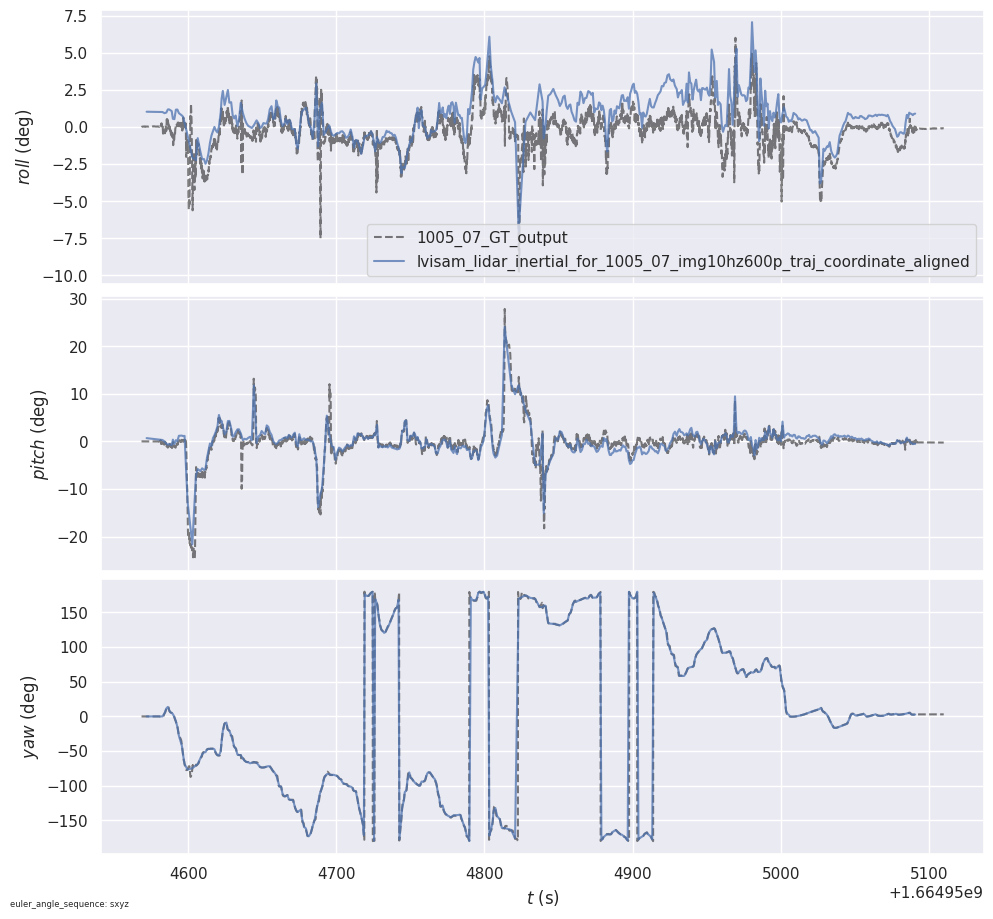 7.5
5.0
2.5
0.0
−2.5
−5.0
−7.5
−10.0
roll (deg)
1005_07_GT_output
lvisam_lidar_inertial_for_1005_07_img10hz600p_traj_coordinate_aligned
30
20
10
0
−10
−20
pitch (deg)
150
100
50
0
−50
−100
−150
yaw (deg)
4600 4700 4800 4900 5000 5100
t (s)
+1.66495e9
euler_angle_sequence: sxyz